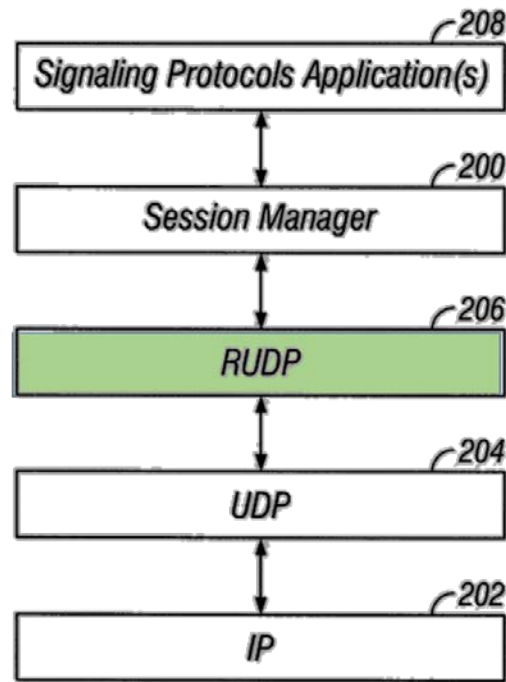 208
Signaling Protocols Application(s)
200
Session Manager
206
RUDP
204
UDP
202
IP